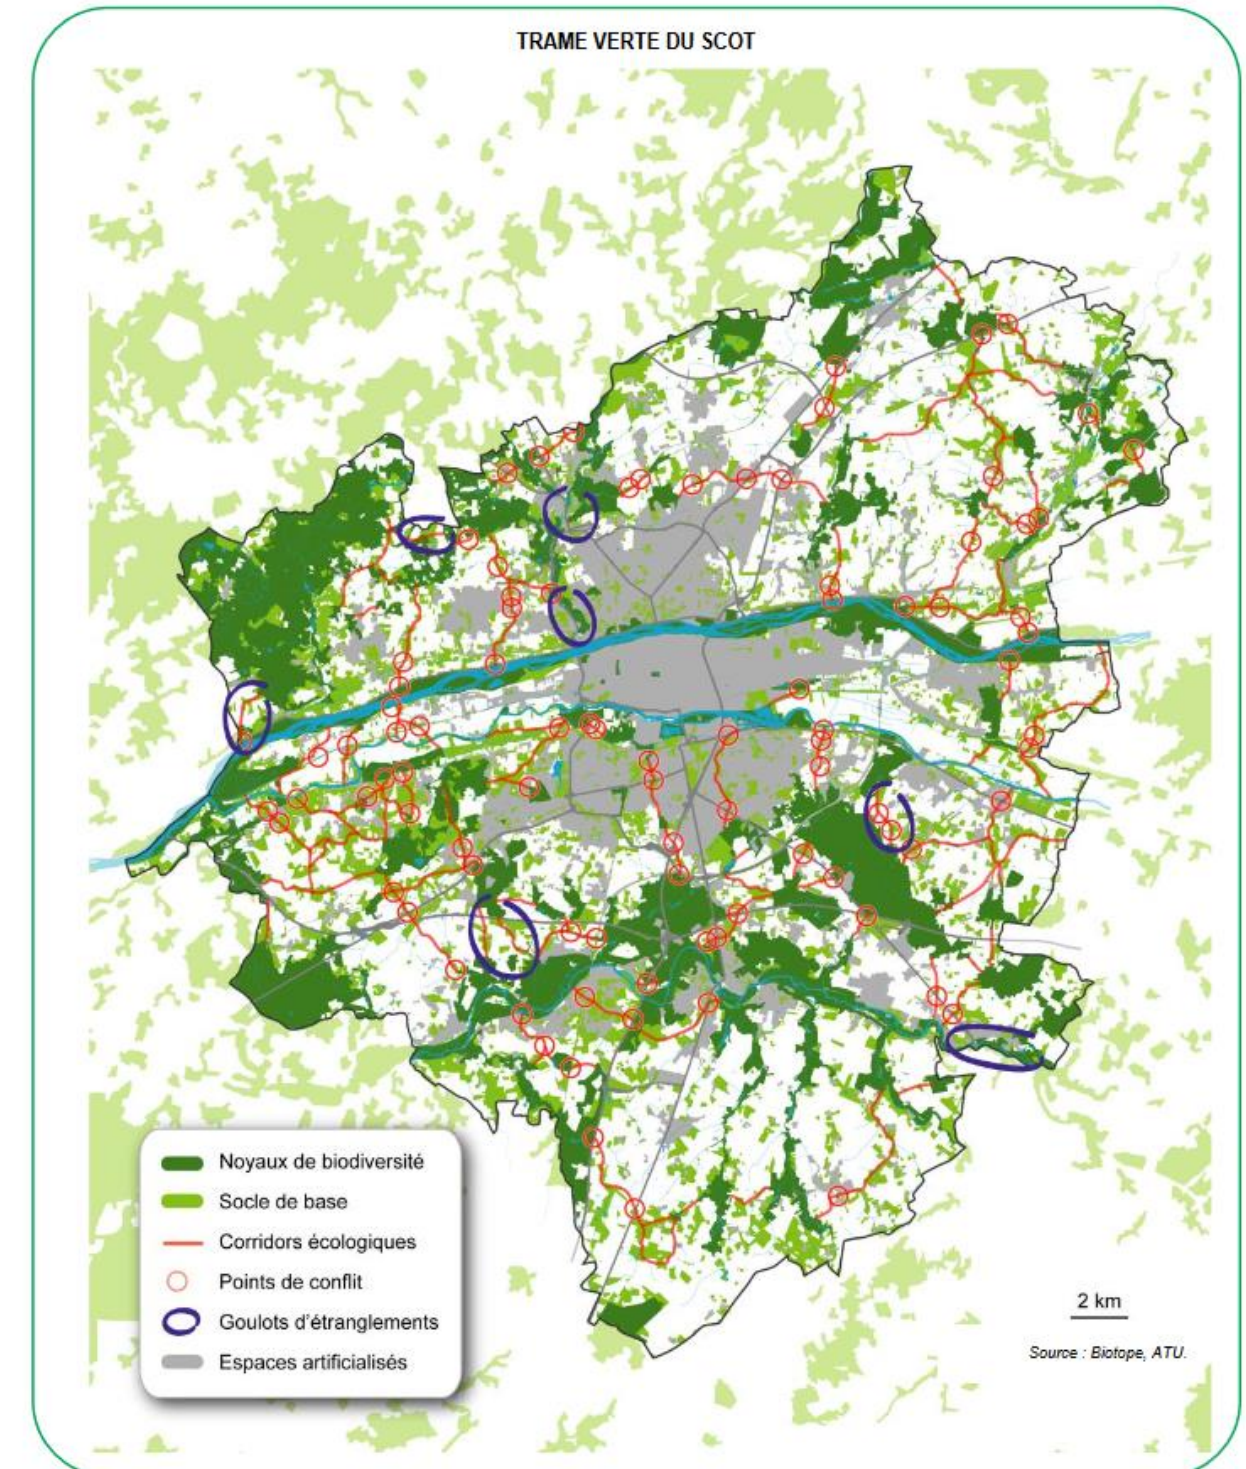 TRAME VERTE DU SCOT
Noyaux de biodiversité
Socle de base
Corridors écologiques
Points de conflit
Goulots d'étranglements
Espaces artificialisés
2 km
Source : Biotope, ATU.